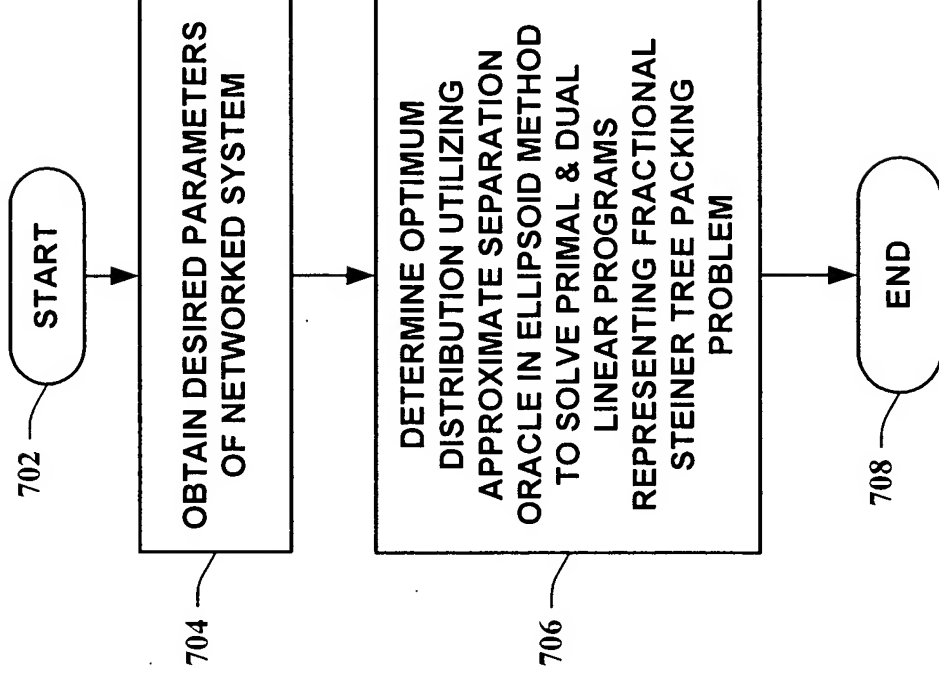 START
702
OBTAIN DESIRED PARAMETERS
OF NETWORKED SYSTEM
704
DETERMINE OPTIMUM
DISTRIBUTION UTILIZING
APPROXIMATE SEPARATION
ORACLE IN ELLIPSOID METHOD
TO SOLVE PRIMAL & DUAL
LINEAR PROGRAMS
REPRESENTING FRACTIONAL
STEINER TREE PACKING
PROBLEM
706
END
708